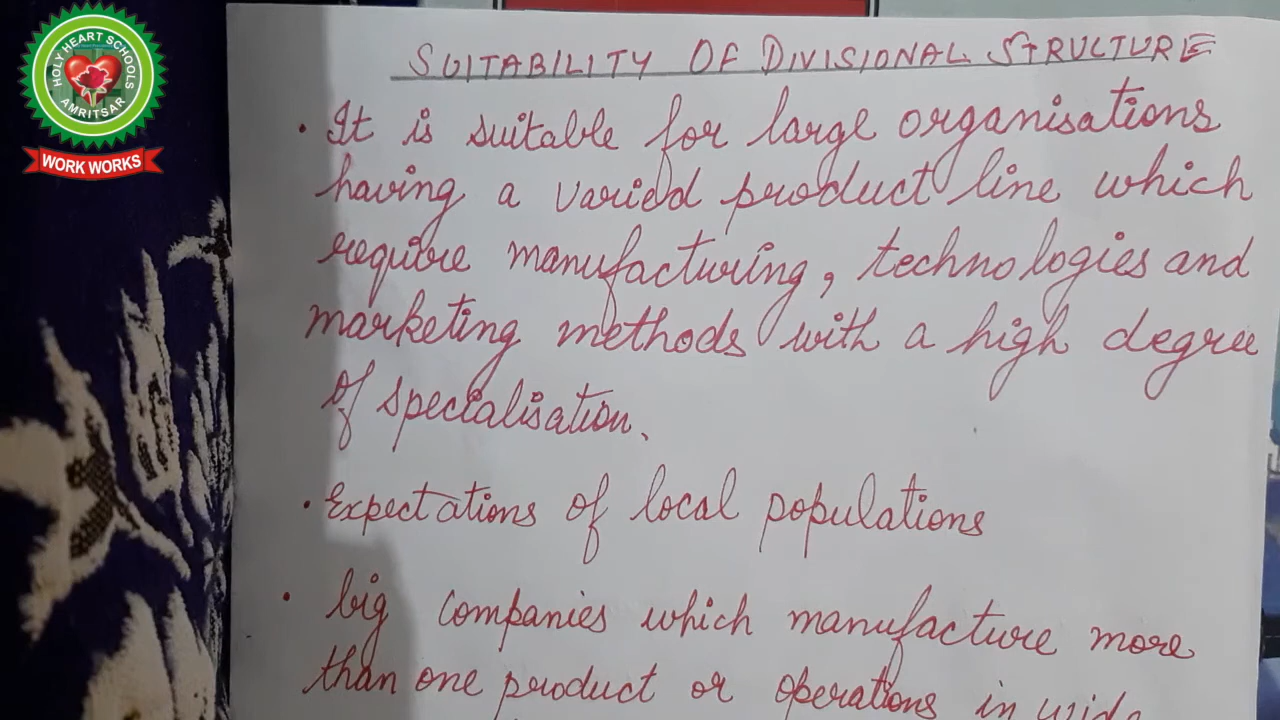 HOLY HEART SCHOOLS
AMRITSAR
WORK WORKS
SUITABILITY OF DIVISIONAL STRUCTURE
• It is suitable for large organisations
having a varied product line which
require manufacturing, technologies and
marketing methods with a high degree
of specialisation.
• Expectations of local populations
• big companies which manufacture more
than one product or operations in wide